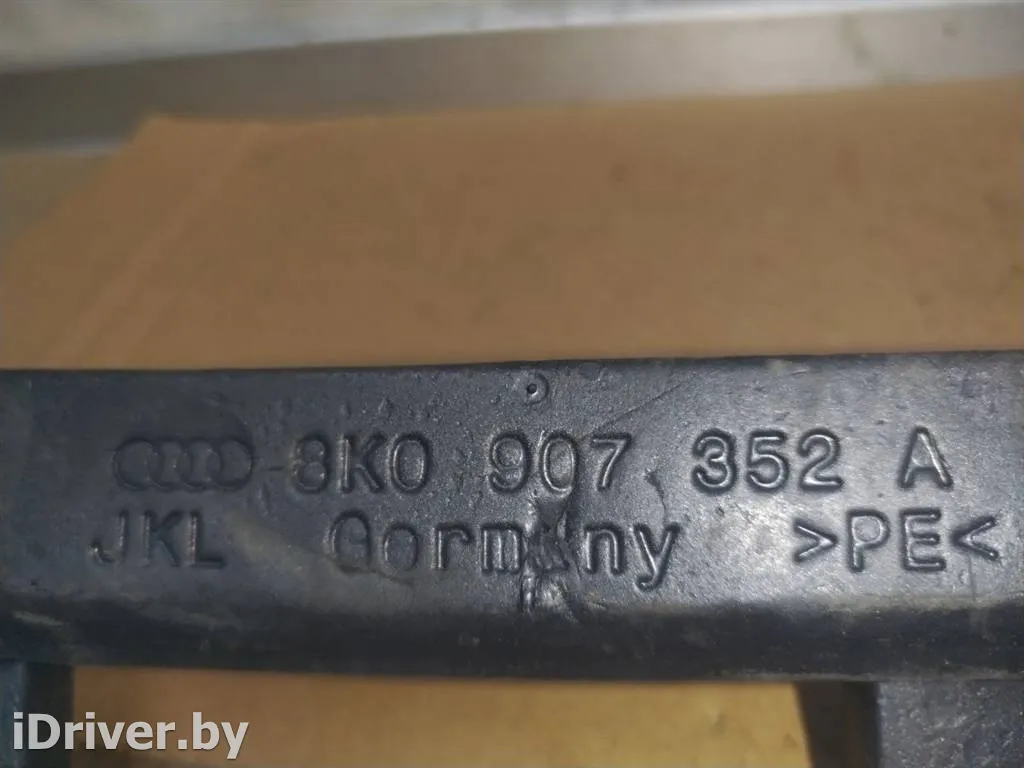 8K0 907 352 A
JKL Germany >PE<
iDriver.by